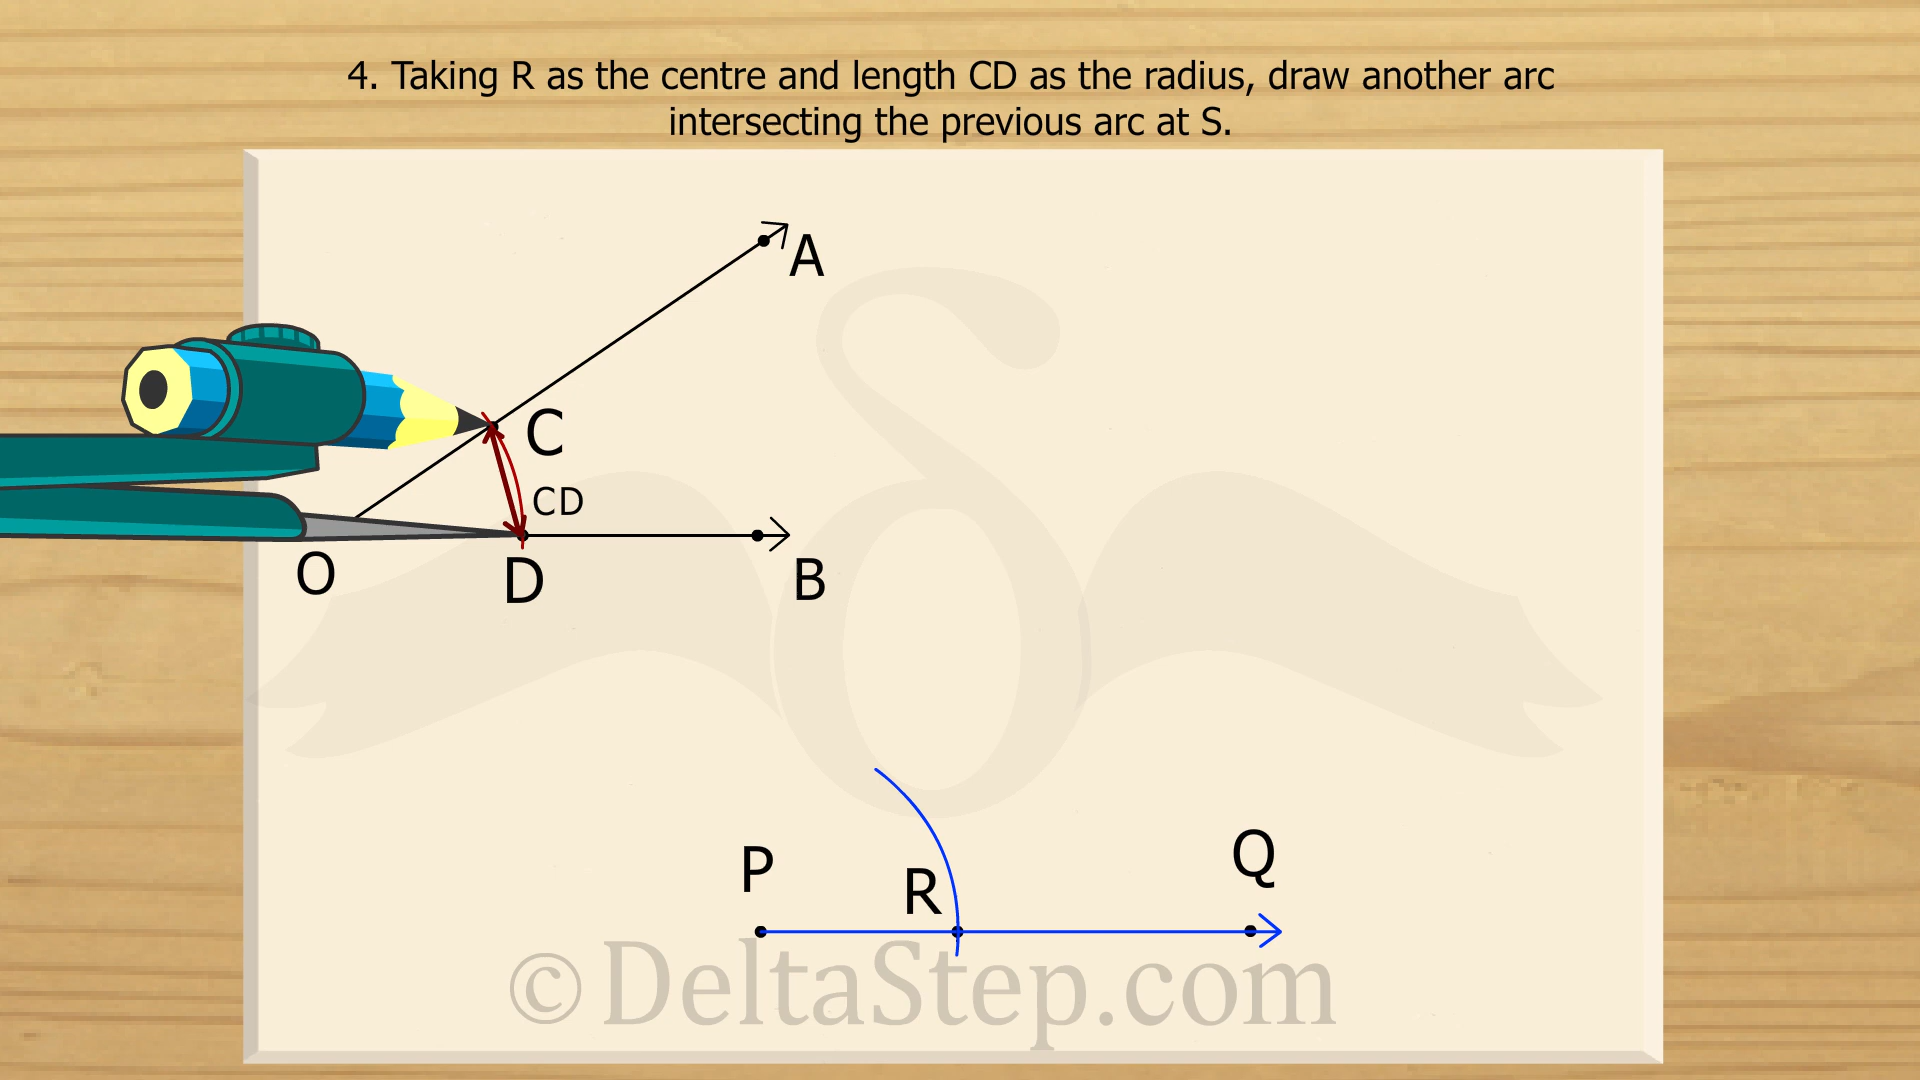 4. Taking R as the centre and length CD as the radius, draw another arc
intersecting the previous arc at S.
A
C
CD
O
D
B
P
R
Q
©DeltaStep.com